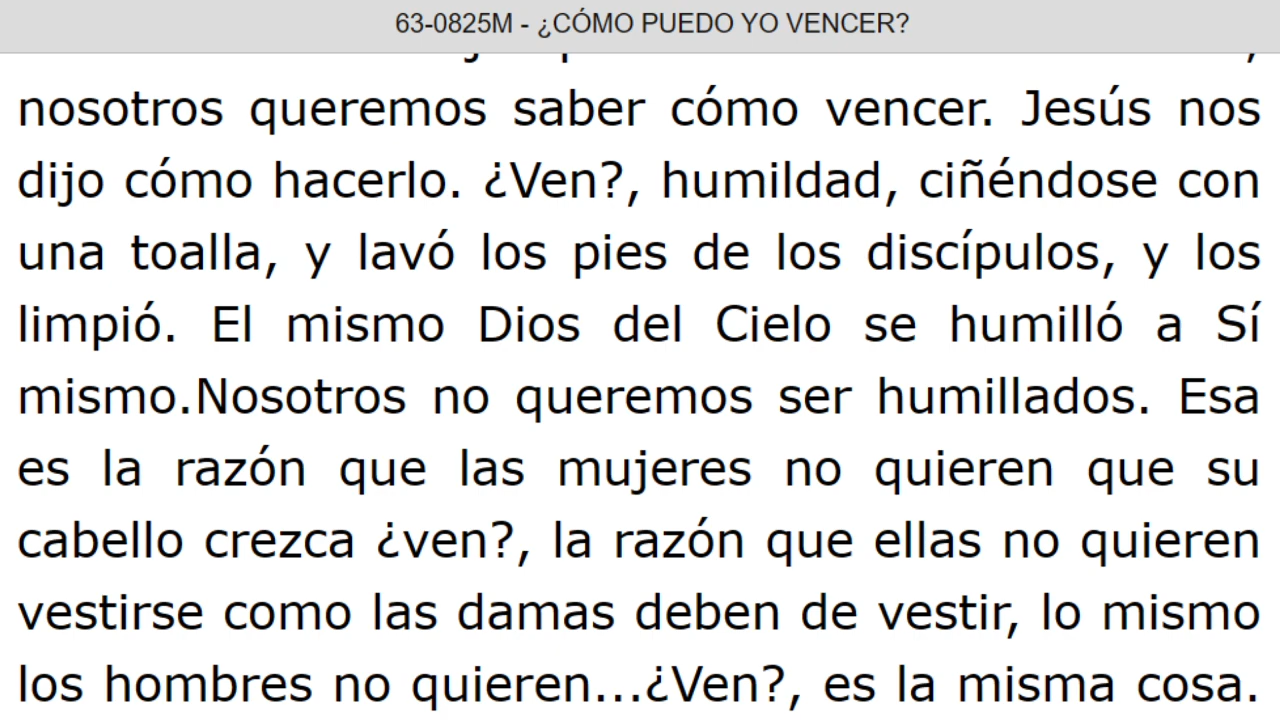 63-0825M - ¿CÓMO PUEDO YO VENCER?
nosotros queremos saber cómo vencer. Jesús nos
dijo cómo hacerlo. ¿Ven?, humildad, ciñéndose con
una toalla, y lavó los pies de los discípulos, y los
limpió. El mismo Dios del Cielo se humilló a Sí
mismo.Nosotros no queremos ser humillados. Esa
es la razón que las mujeres no quieren que su
cabello crezca ¿ven?, la razón que ellas no quieren
vestirse como las damas deben de vestir, lo mismo
los hombres no quieren...¿Ven?, es la misma cosa.